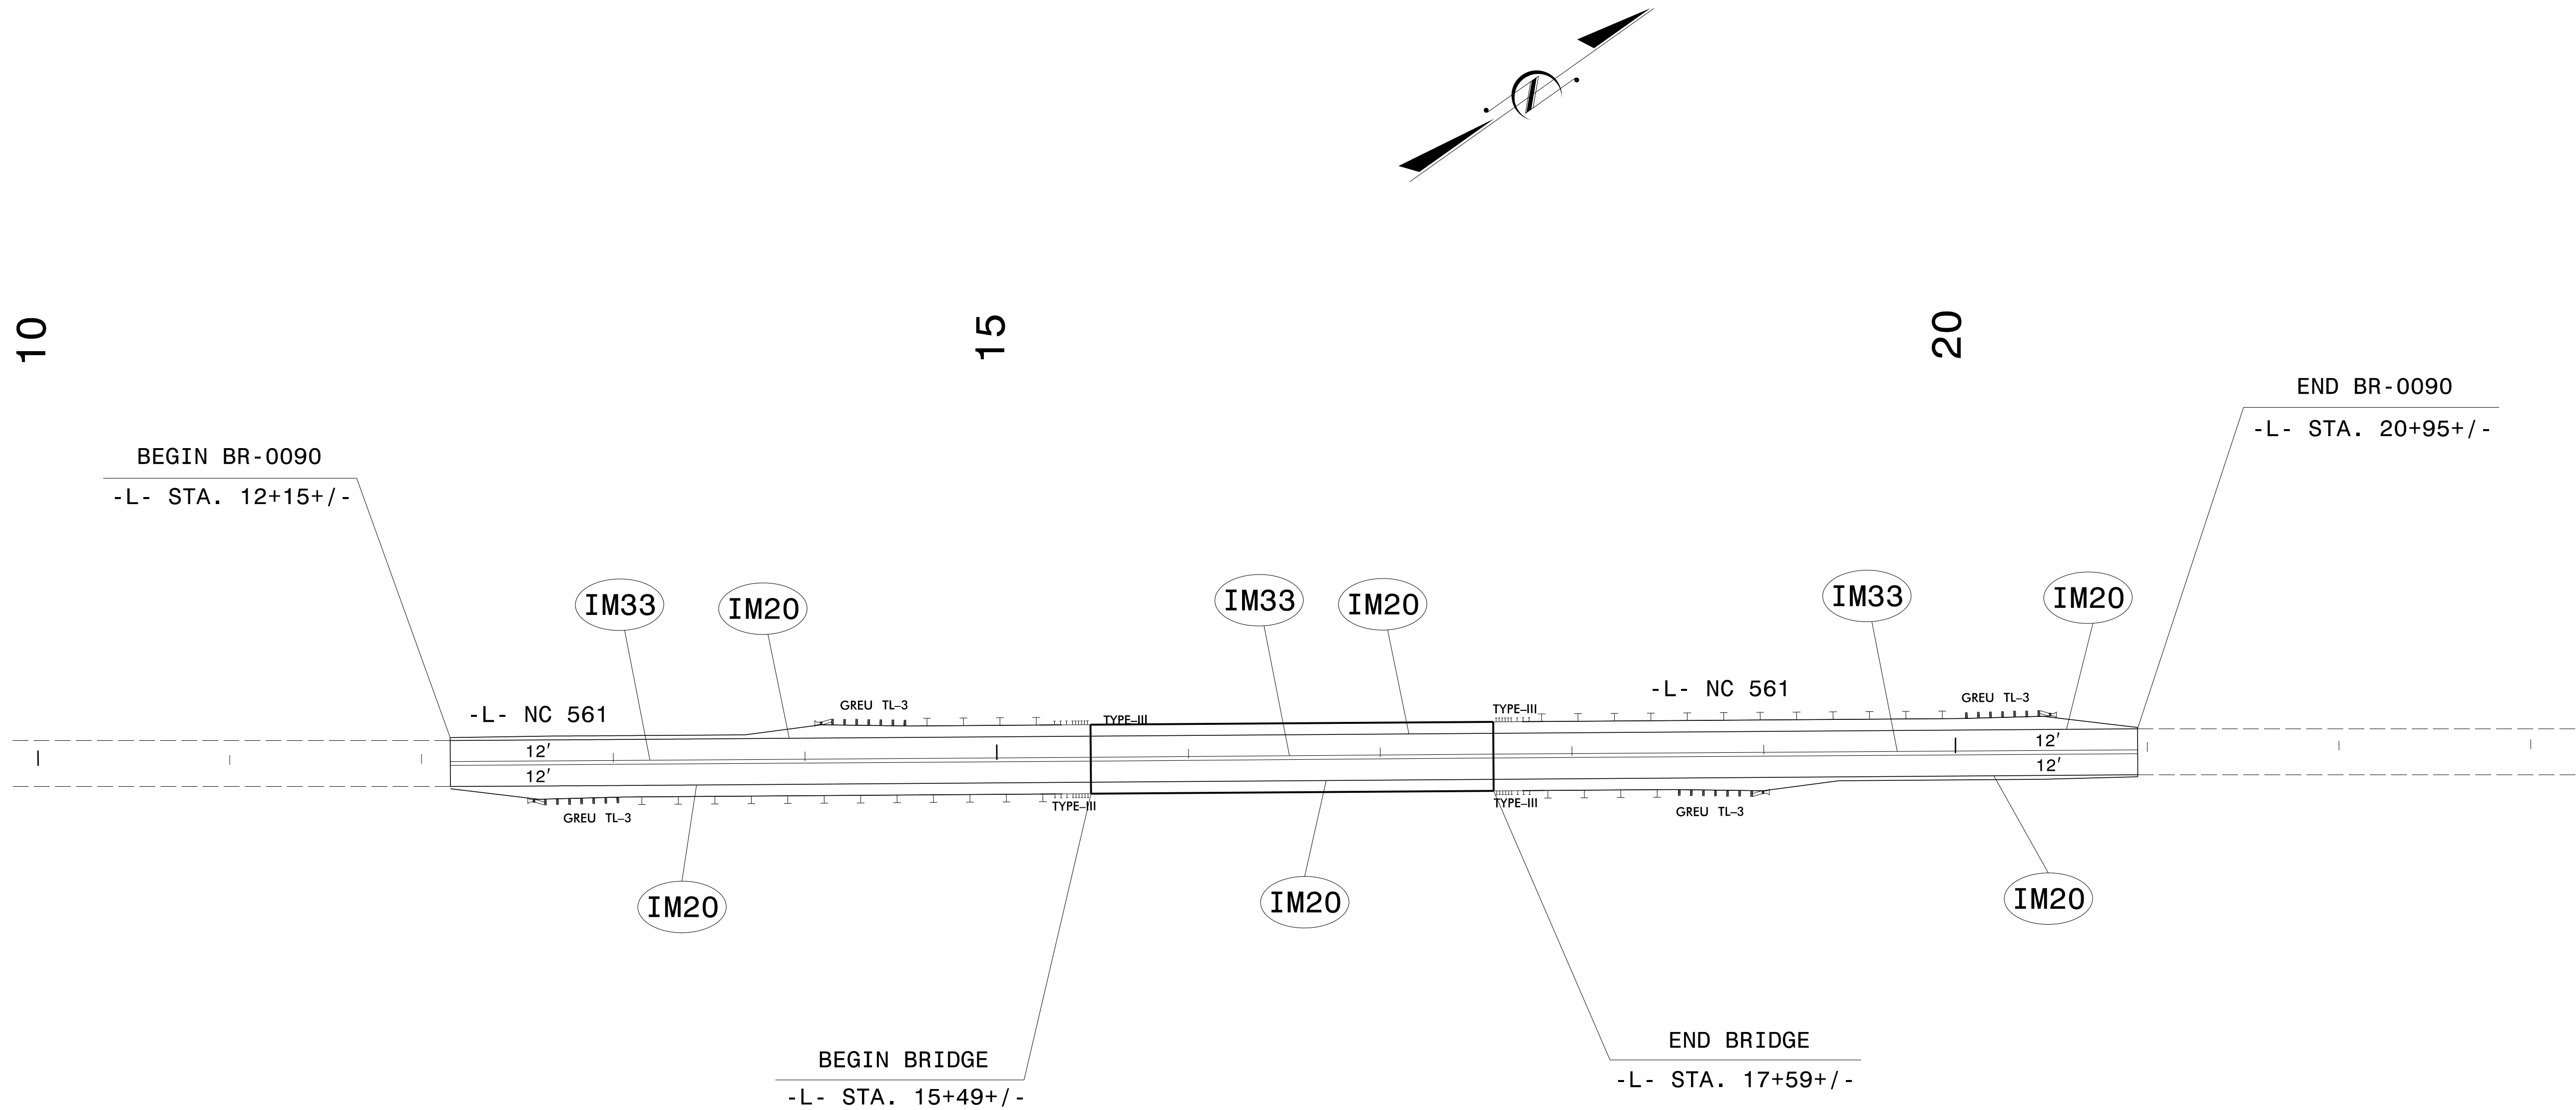 N
10
15
20
END BR-0090
-L- STA. 20+95+/-
BEGIN BR-0090
-L- STA. 12+15+/-
IM33
IM20
IM33
IM20
IM33
IM20
-L- NC 561
GREU TL-3
TYPE-III
TYPE-III
-L- NC 561
GREU TL-3
12'
12'
12'
12'
GREU TL-3
TYPE-III
TYPE-III
GREU TL-3
IM20
IM20
IM20
BEGIN BRIDGE
-L- STA. 15+49+/-
END BRIDGE
-L- STA. 17+59+/-